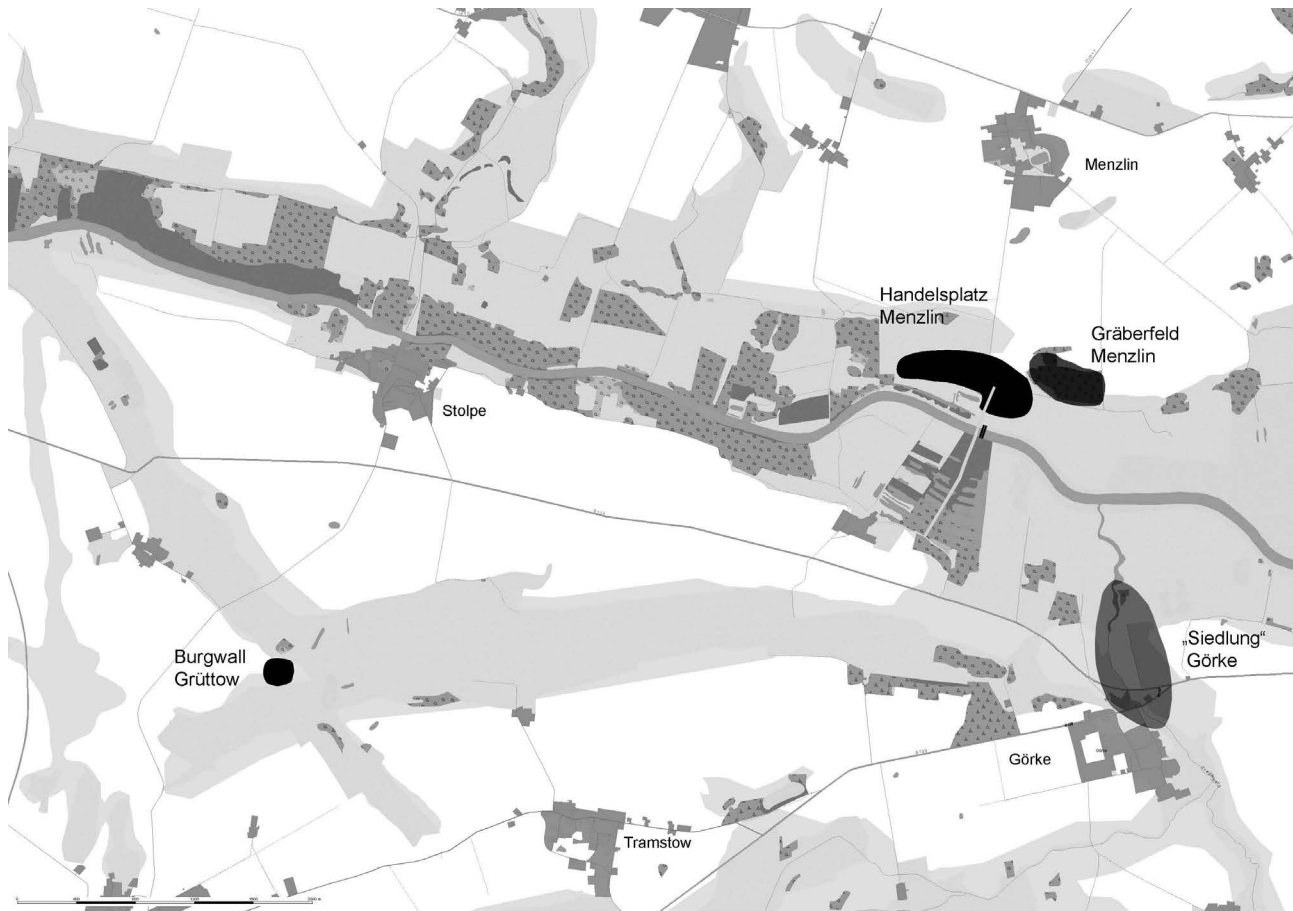 Menzlin
Handelsplatz
Menzlin
Gräberfeld
Menzlin
Stolpe
Burgwall
Grüttow
„Siedlung“
Görke
Görke
Tramstow